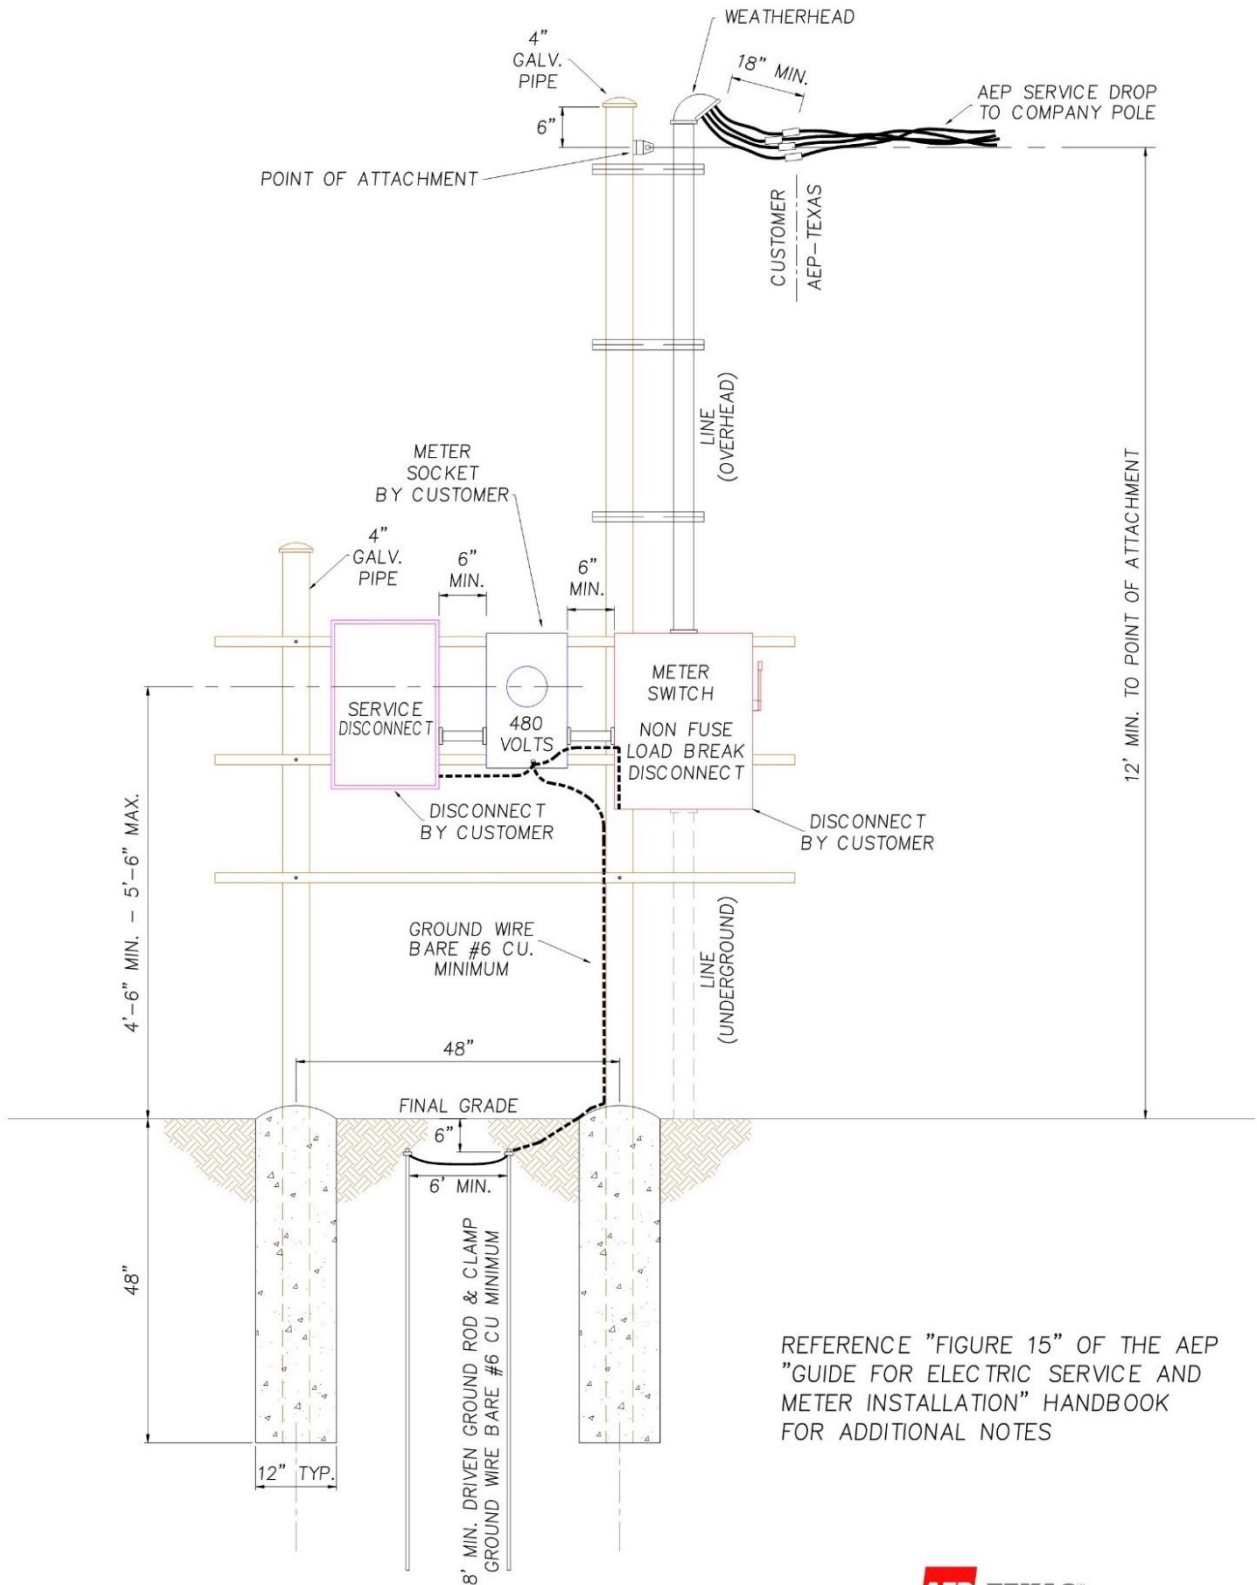 WEATHERHEAD
4"
GALV.
PIPE
18" MIN.
AEP SERVICE DROP
TO COMPANY POLE
6"
POINT OF ATTACHMENT
CUSTOMER
AEP-TEXAS
LINE
(OVERHEAD)
METER
SOCKET
BY CUSTOMER
4"
GALV.
PIPE
6"
MIN.
6"
MIN.
12' MIN. TO POINT OF ATTACHMENT
SERVICE
DISCONNECT
480
VOLTS
METER
SWITCH
NON FUSE
LOAD BREAK
DISCONNECT
DISCONNECT
BY CUSTOMER
DISCONNECT
BY CUSTOMER
4'-6" MIN. - 5'-6" MAX.
GROUND WIRE
BARE #6 CU.
MINIMUM
LINE
(UNDERGROUND)
48"
FINAL GRADE
6"
6' MIN.
48"
12" TYP.
8' MIN. DRIVEN GROUND ROD & CLAMP
GROUND WIRE BARE #6 CU MINIMUM
REFERENCE "FIGURE 15" OF THE AEP
"GUIDE FOR ELECTRIC SERVICE AND
METER INSTALLATION" HANDBOOK
FOR ADDITIONAL NOTES